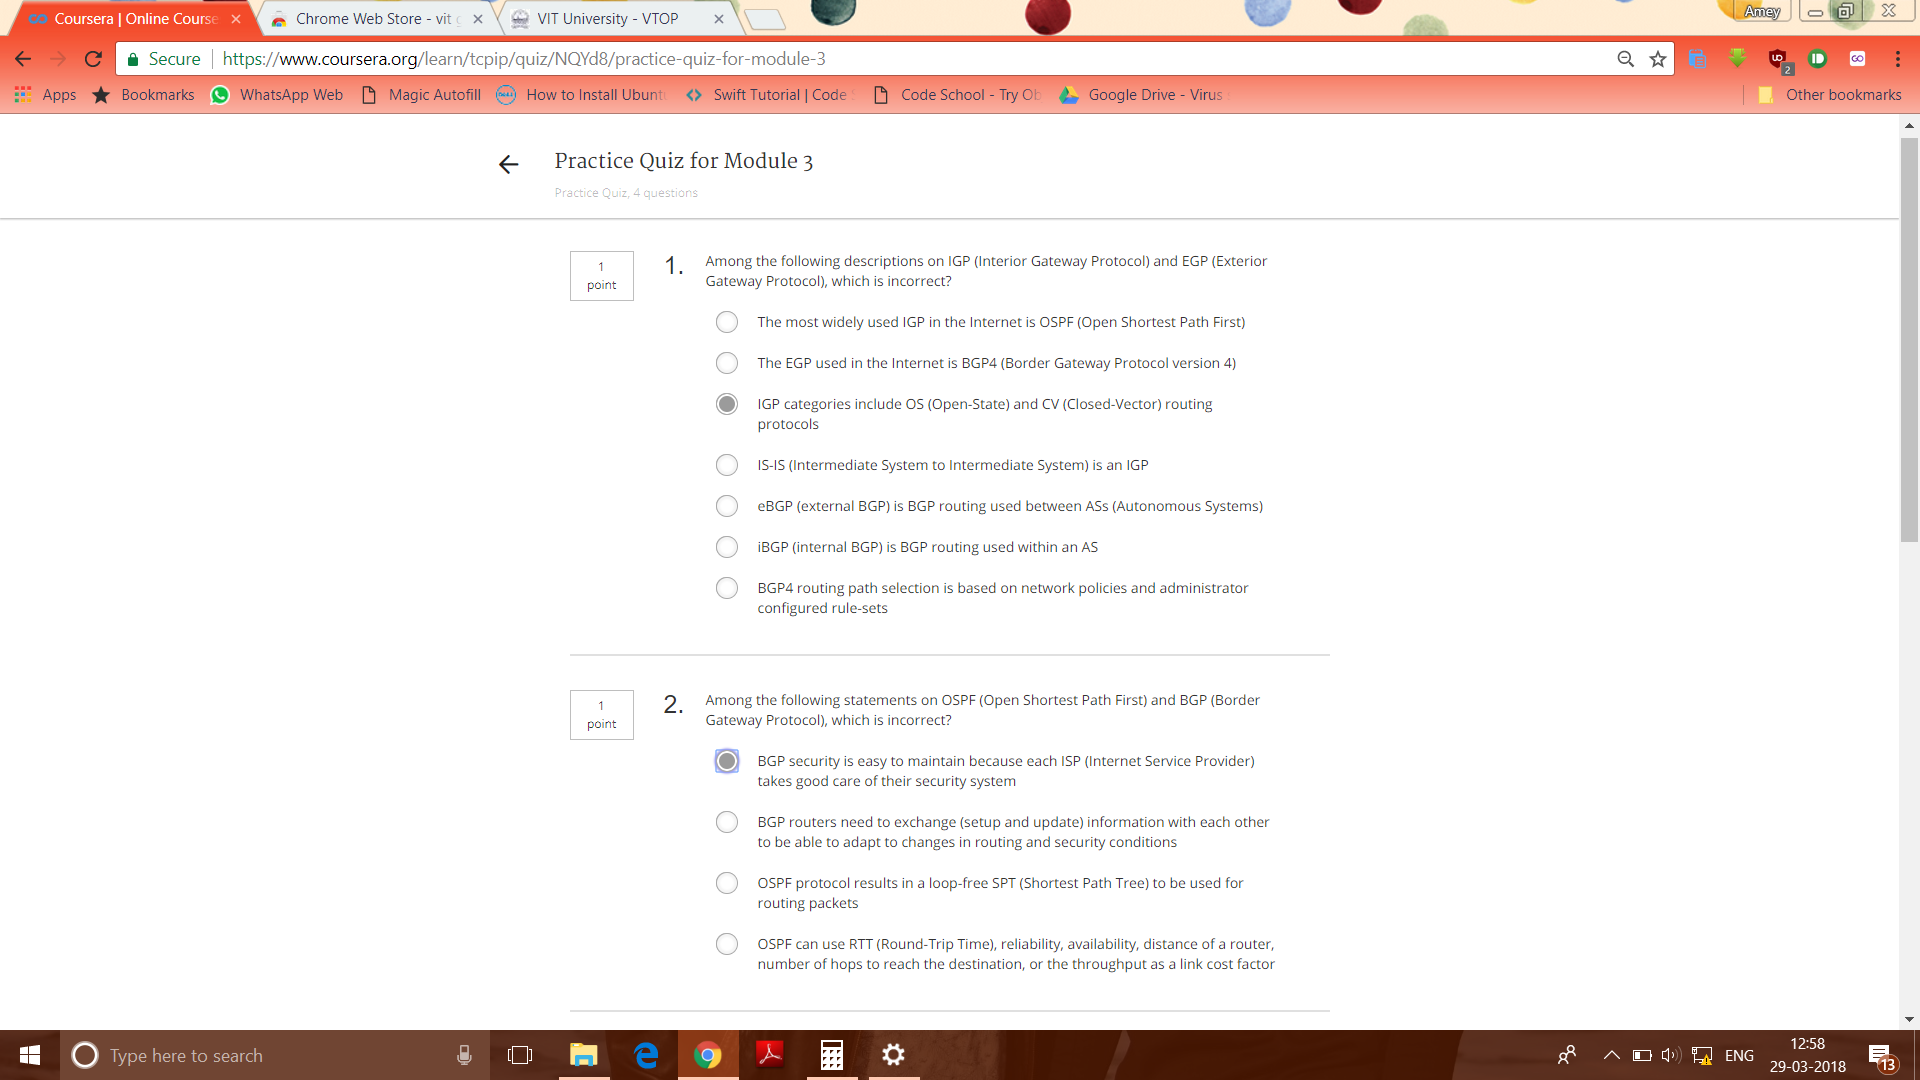 Coursera | Online Course
Chrome Web Store - vit g
VIT University - VTOP
Amey
Secure
https://www.coursera.org/learn/tcpip/quiz/NQYd8/practice-quiz-for-module-3
2
Apps
Bookmarks
WhatsApp Web
Magic Autofill
How to Install Ubuntu
Swift Tutorial | Code S
Code School - Try Ob
Google Drive - Virus
Other bookmarks
Practice Quiz for Module 3
Practice Quiz, 4 questions
1
point
1.
Among the following descriptions on IGP (Interior Gateway Protocol) and EGP (Exterior
Gateway Protocol), which is incorrect?
The most widely used IGP in the Internet is OSPF (Open Shortest Path First)
The EGP used in the Internet is BGP4 (Border Gateway Protocol version 4)
IGP categories include OS (Open-State) and CV (Closed-Vector) routing
protocols
IS-IS (Intermediate System to Intermediate System) is an IGP
eBGP (external BGP) is BGP routing used between ASs (Autonomous Systems)
iBGP (internal BGP) is BGP routing used within an AS
BGP4 routing path selection is based on network policies and administrator
configured rule-sets
1
point
2.
Among the following statements on OSPF (Open Shortest Path First) and BGP (Border
Gateway Protocol), which is incorrect?
BGP security is easy to maintain because each ISP (Internet Service Provider)
takes good care of their security system
BGP routers need to exchange (setup and update) information with each other
to be able to adapt to changes in routing and security conditions
OSPF protocol results in a loop-free SPT (Shortest Path Tree) to be used for
routing packets
OSPF can use RTT (Round-Trip Time), reliability, availability, distance of a router,
number of hops to reach the destination, or the throughput as a link cost factor
Type here to search
ENG
12:58
29-03-2018
13